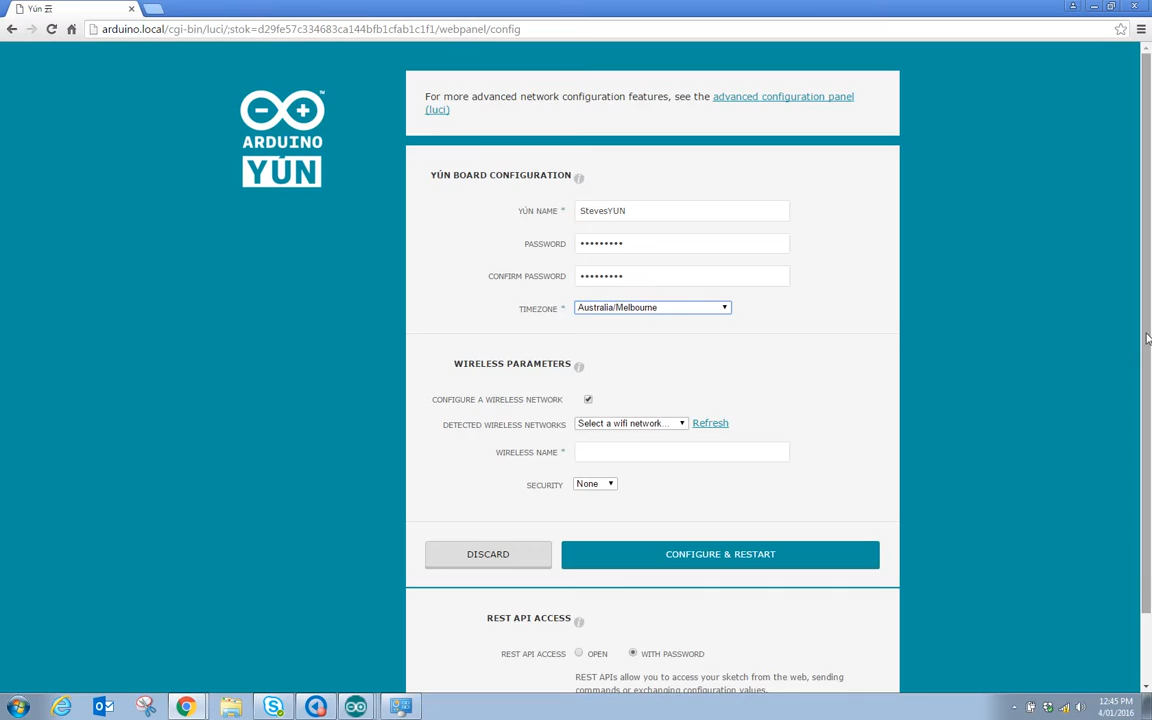 Yún 云
arduino.local/cgi-bin/luci/;stok=d29fe57c334683ca144bfb1cfab1c1f1/webpanel/config
ARDUINO
YÚN
For more advanced network configuration features, see the advanced configuration panel
(luci)
YÚN BOARD CONFIGURATION
YÚN NAME * StevesYUN
PASSWORD •••••••••
CONFIRM PASSWORD •••••••••
TIMEZONE * Australia/Melbourne
WIRELESS PARAMETERS
CONFIGURE A WIRELESS NETWORK
DETECTED WIRELESS NETWORKS Select a wifi network... Refresh
WIRELESS NAME *
SECURITY None
DISCARD CONFIGURE & RESTART
REST API ACCESS
REST API ACCESS OPEN WITH PASSWORD
REST APIs allow you to access your sketch from the web, sending
commands or exchanging configuration values.
12:45 PM
4/01/2016